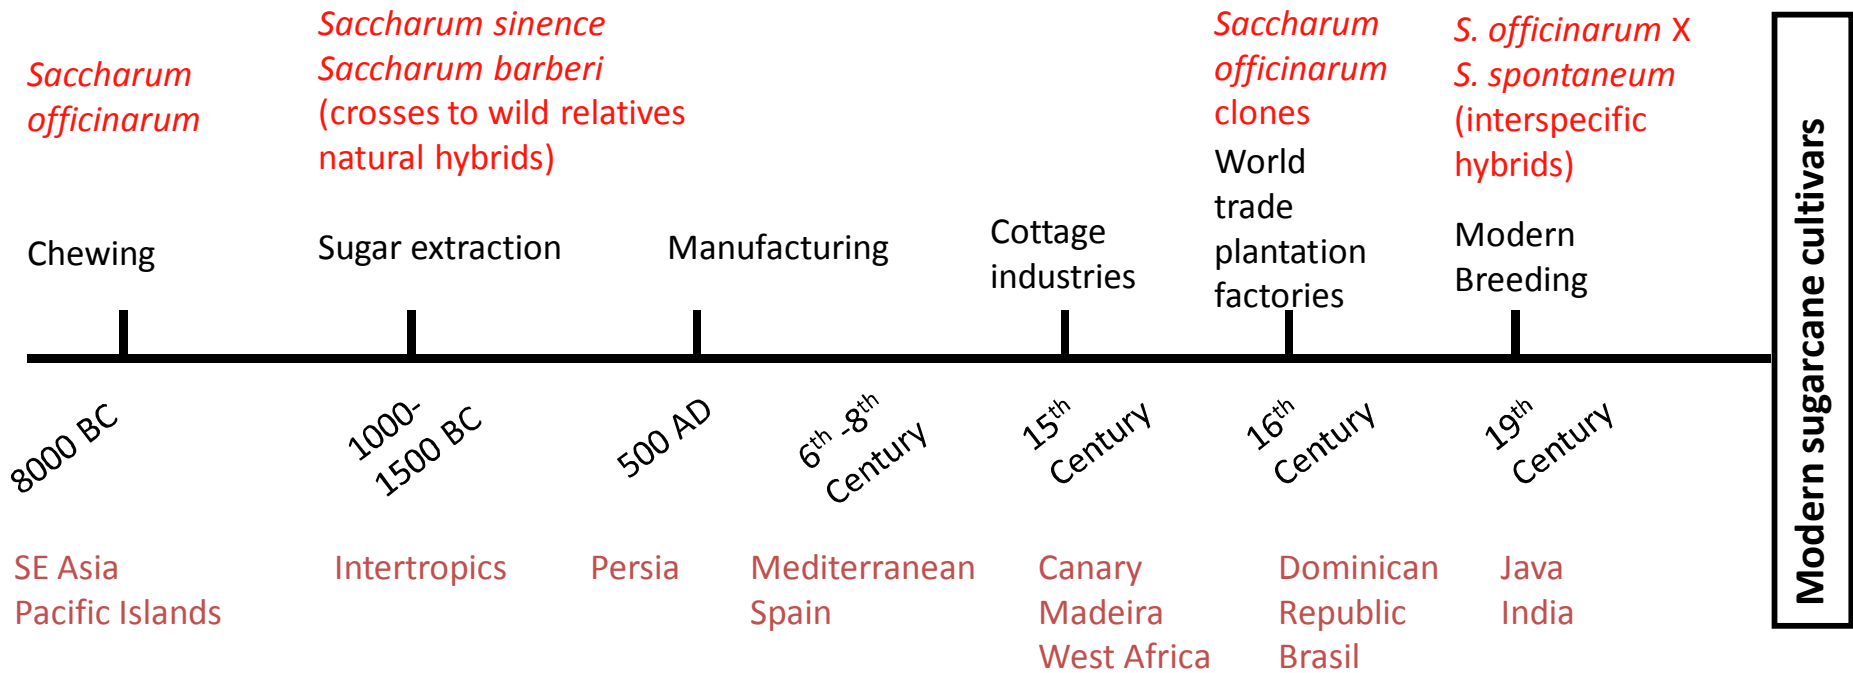 Saccharum
officinarum
Saccharum sinence
Saccharum barberi
(crosses to wild relatives
natural hybrids)
Saccharum
officinarum
clones
S. officinarum X
S. spontaneum
(interspecific
hybrids)
Chewing
Sugar extraction
Manufacturing
Cottage
industries
World
trade
plantation
factories
Modern
Breeding
8000 BC
1000-
1500 BC
500 AD
6th -8th
Century
15th
Century
16th
Century
19th
Century
SE Asia
Pacific Islands
Intertropics
Persia
Mediterranean
Spain
Canary
Madeira
West Africa
Dominican
Republic
Brasil
Java
India
Modern sugarcane cultivars